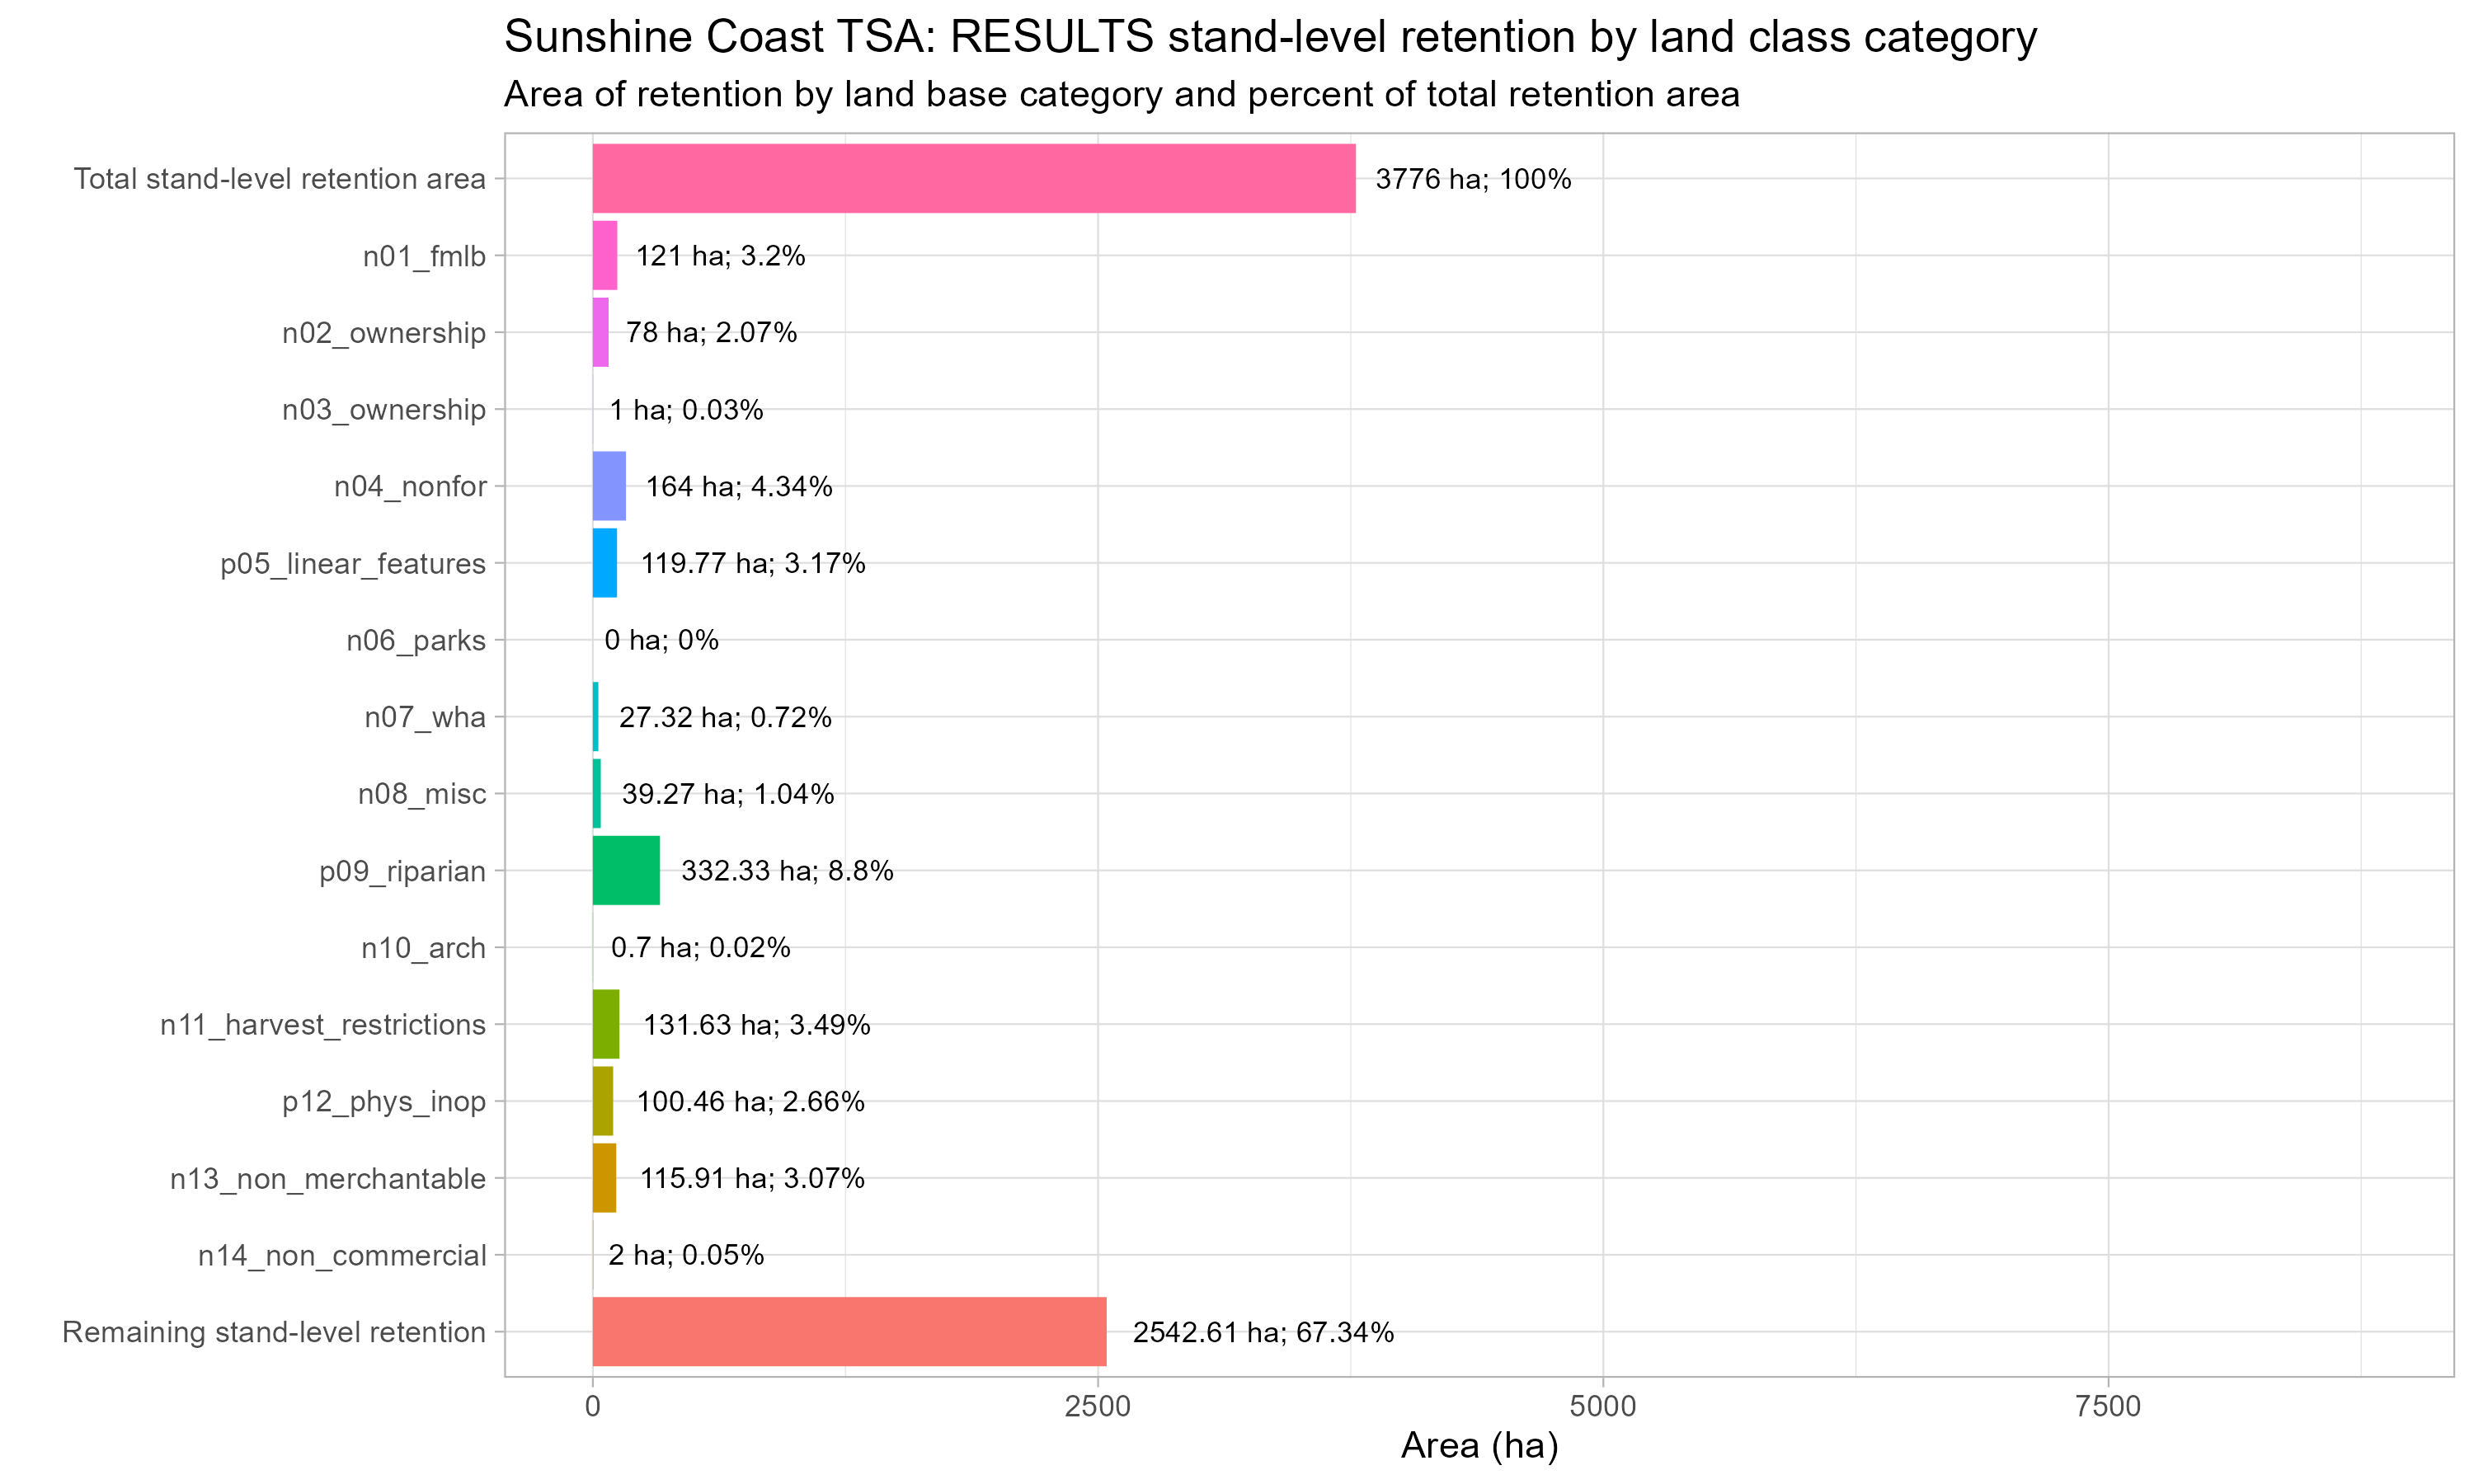 Sunshine Coast TSA: RESULTS stand-level retention by land class category
Area of retention by land base category and percent of total retention area
Total stand-level retention area 3776 ha; 100%
n01_fmlb 121 ha; 3.2%
n02_ownership 78 ha; 2.07%
n03_ownership 1 ha; 0.03%
n04_nonfor 164 ha; 4.34%
p05_linear_features 119.77 ha; 3.17%
n06_parks 0 ha; 0%
n07_wha 27.32 ha; 0.72%
n08_misc 39.27 ha; 1.04%
p09_riparian 332.33 ha; 8.8%
n10_arch 0.7 ha; 0.02%
n11_harvest_restrictions 131.63 ha; 3.49%
p12_phys_inop 100.46 ha; 2.66%
n13_non_merchantable 115.91 ha; 3.07%
n14_non_commercial 2 ha; 0.05%
Remaining stand-level retention 2542.61 ha; 67.34%
0 2500 5000 7500
Area (ha)